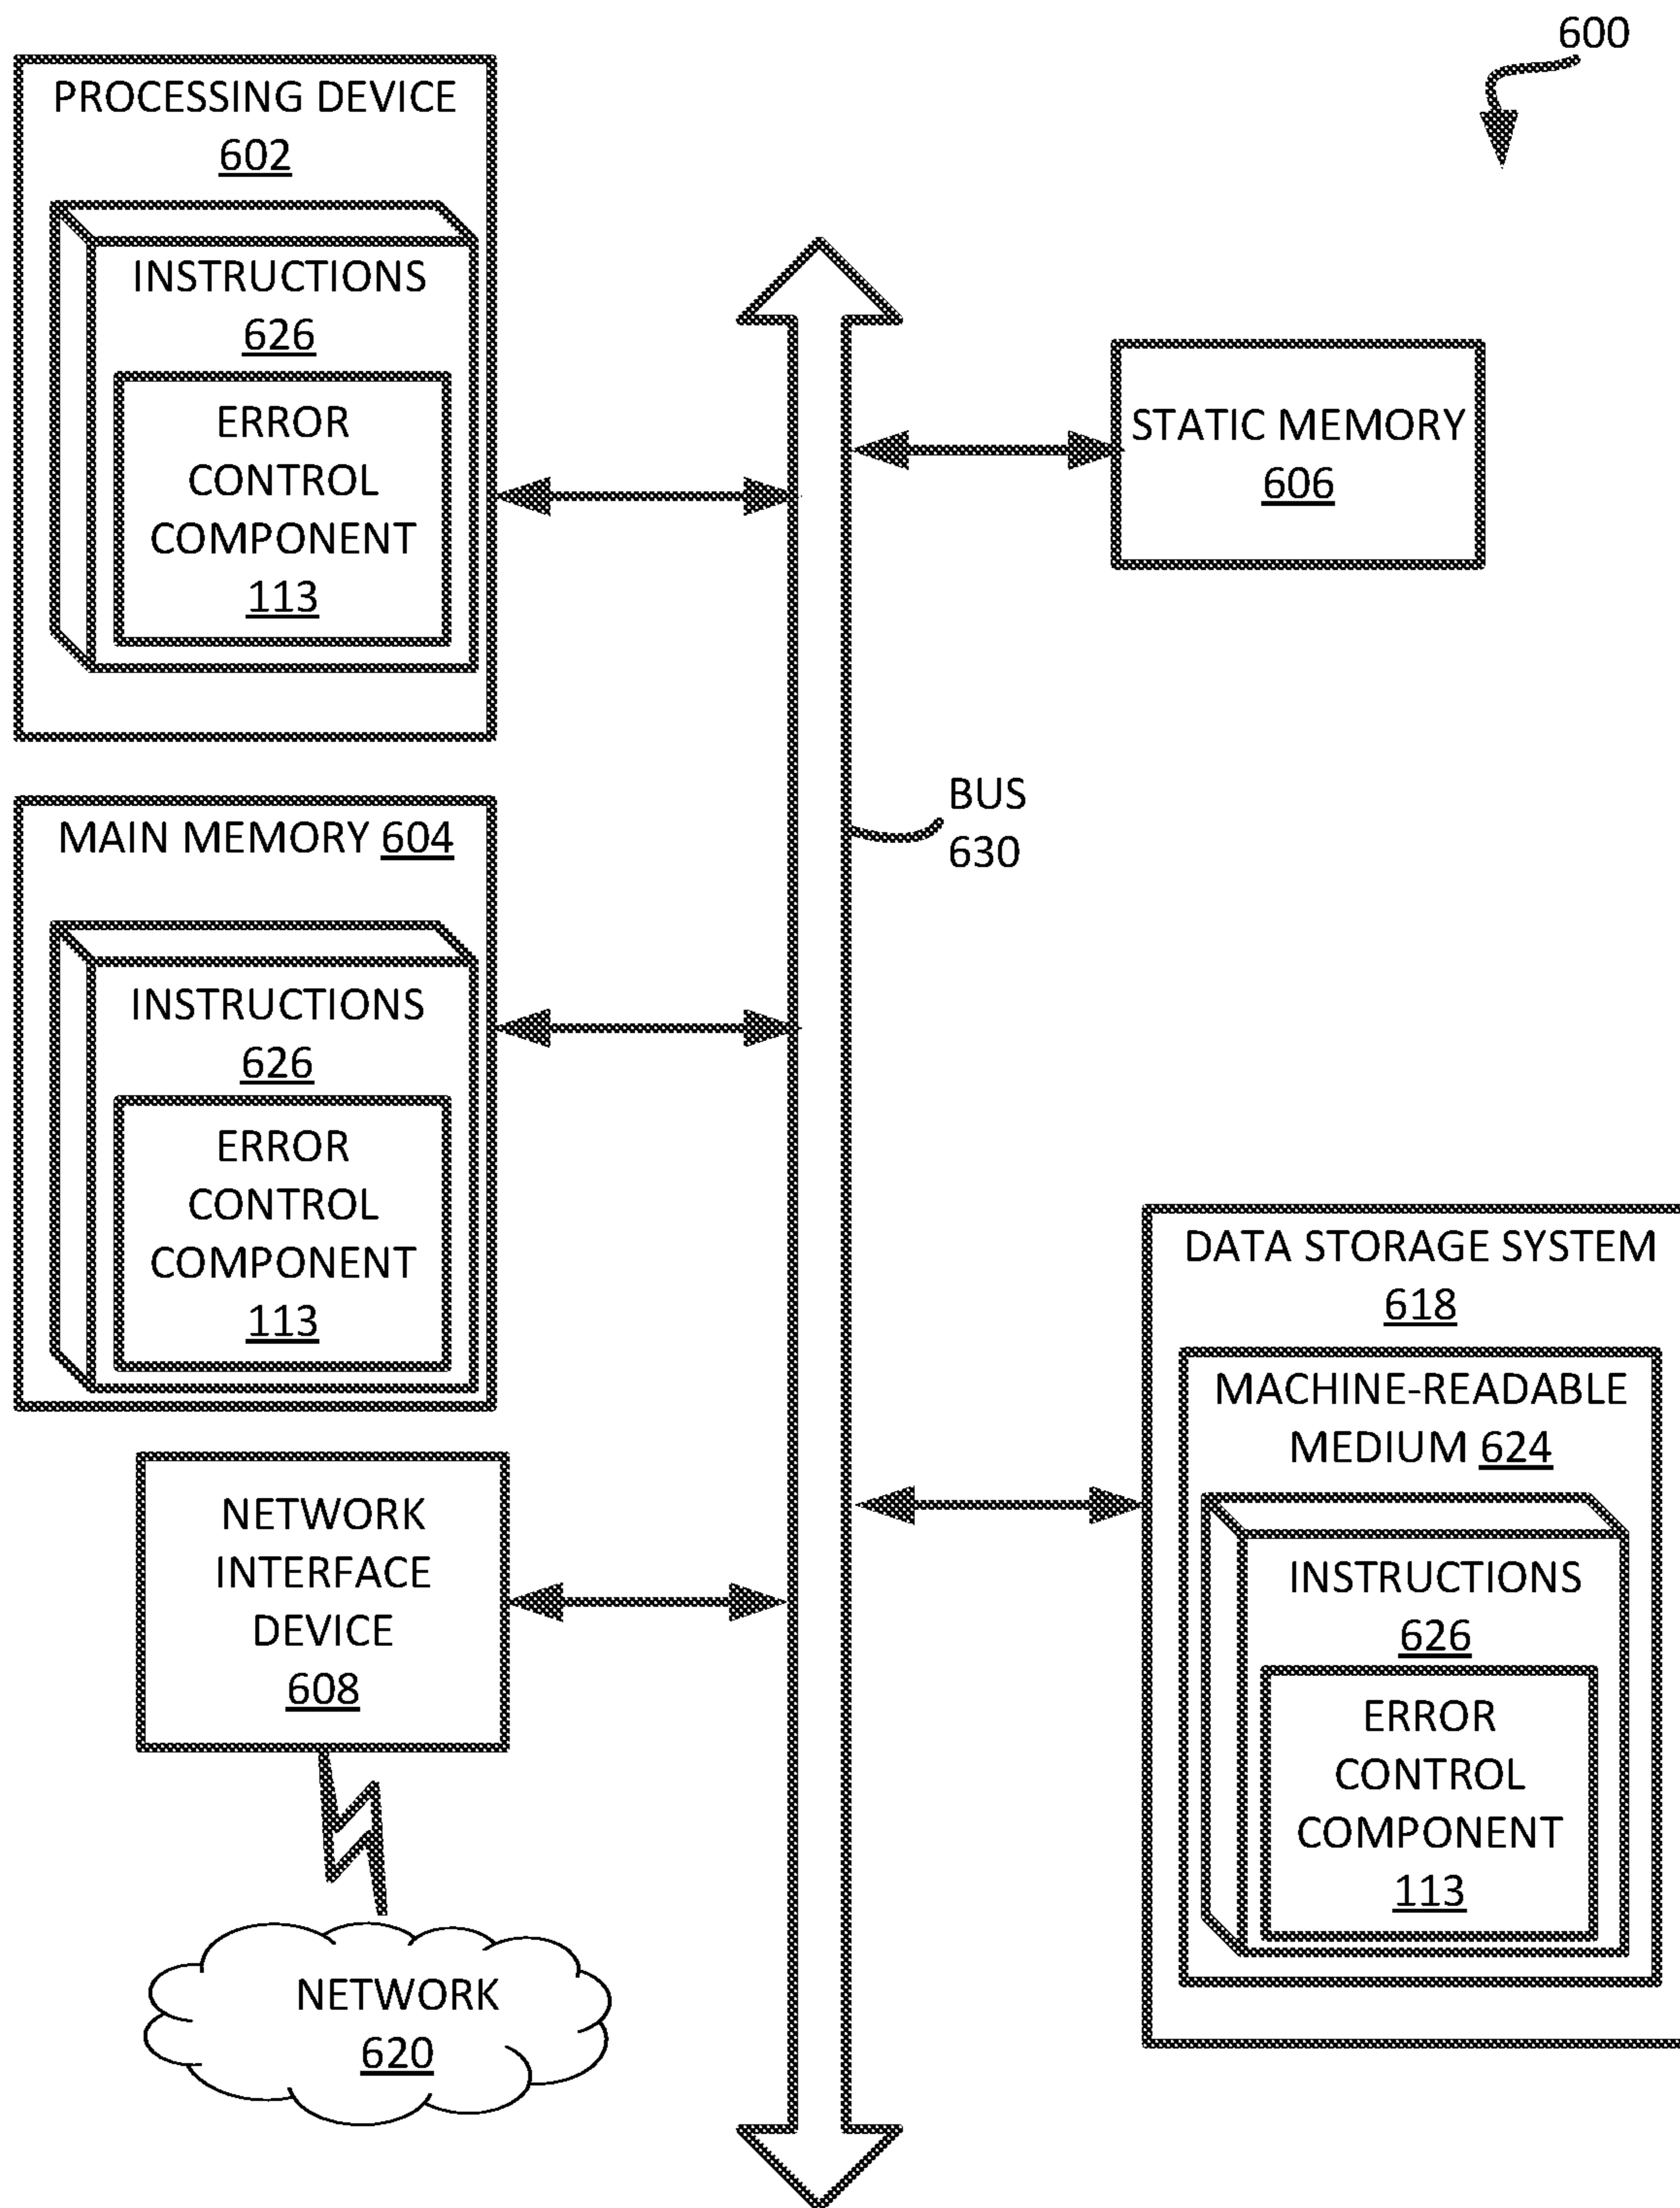 600
PROCESSING DEVICE
602
INSTRUCTIONS
626
ERROR
CONTROL
COMPONENT
113
STATIC MEMORY
606
BUS
630
MAIN MEMORY 604
INSTRUCTIONS
626
ERROR
CONTROL
COMPONENT
113
DATA STORAGE SYSTEM
618
MACHINE-READABLE
MEDIUM 624
INSTRUCTIONS
626
ERROR
CONTROL
COMPONENT
113
NETWORK
INTERFACE
DEVICE
608
NETWORK
620